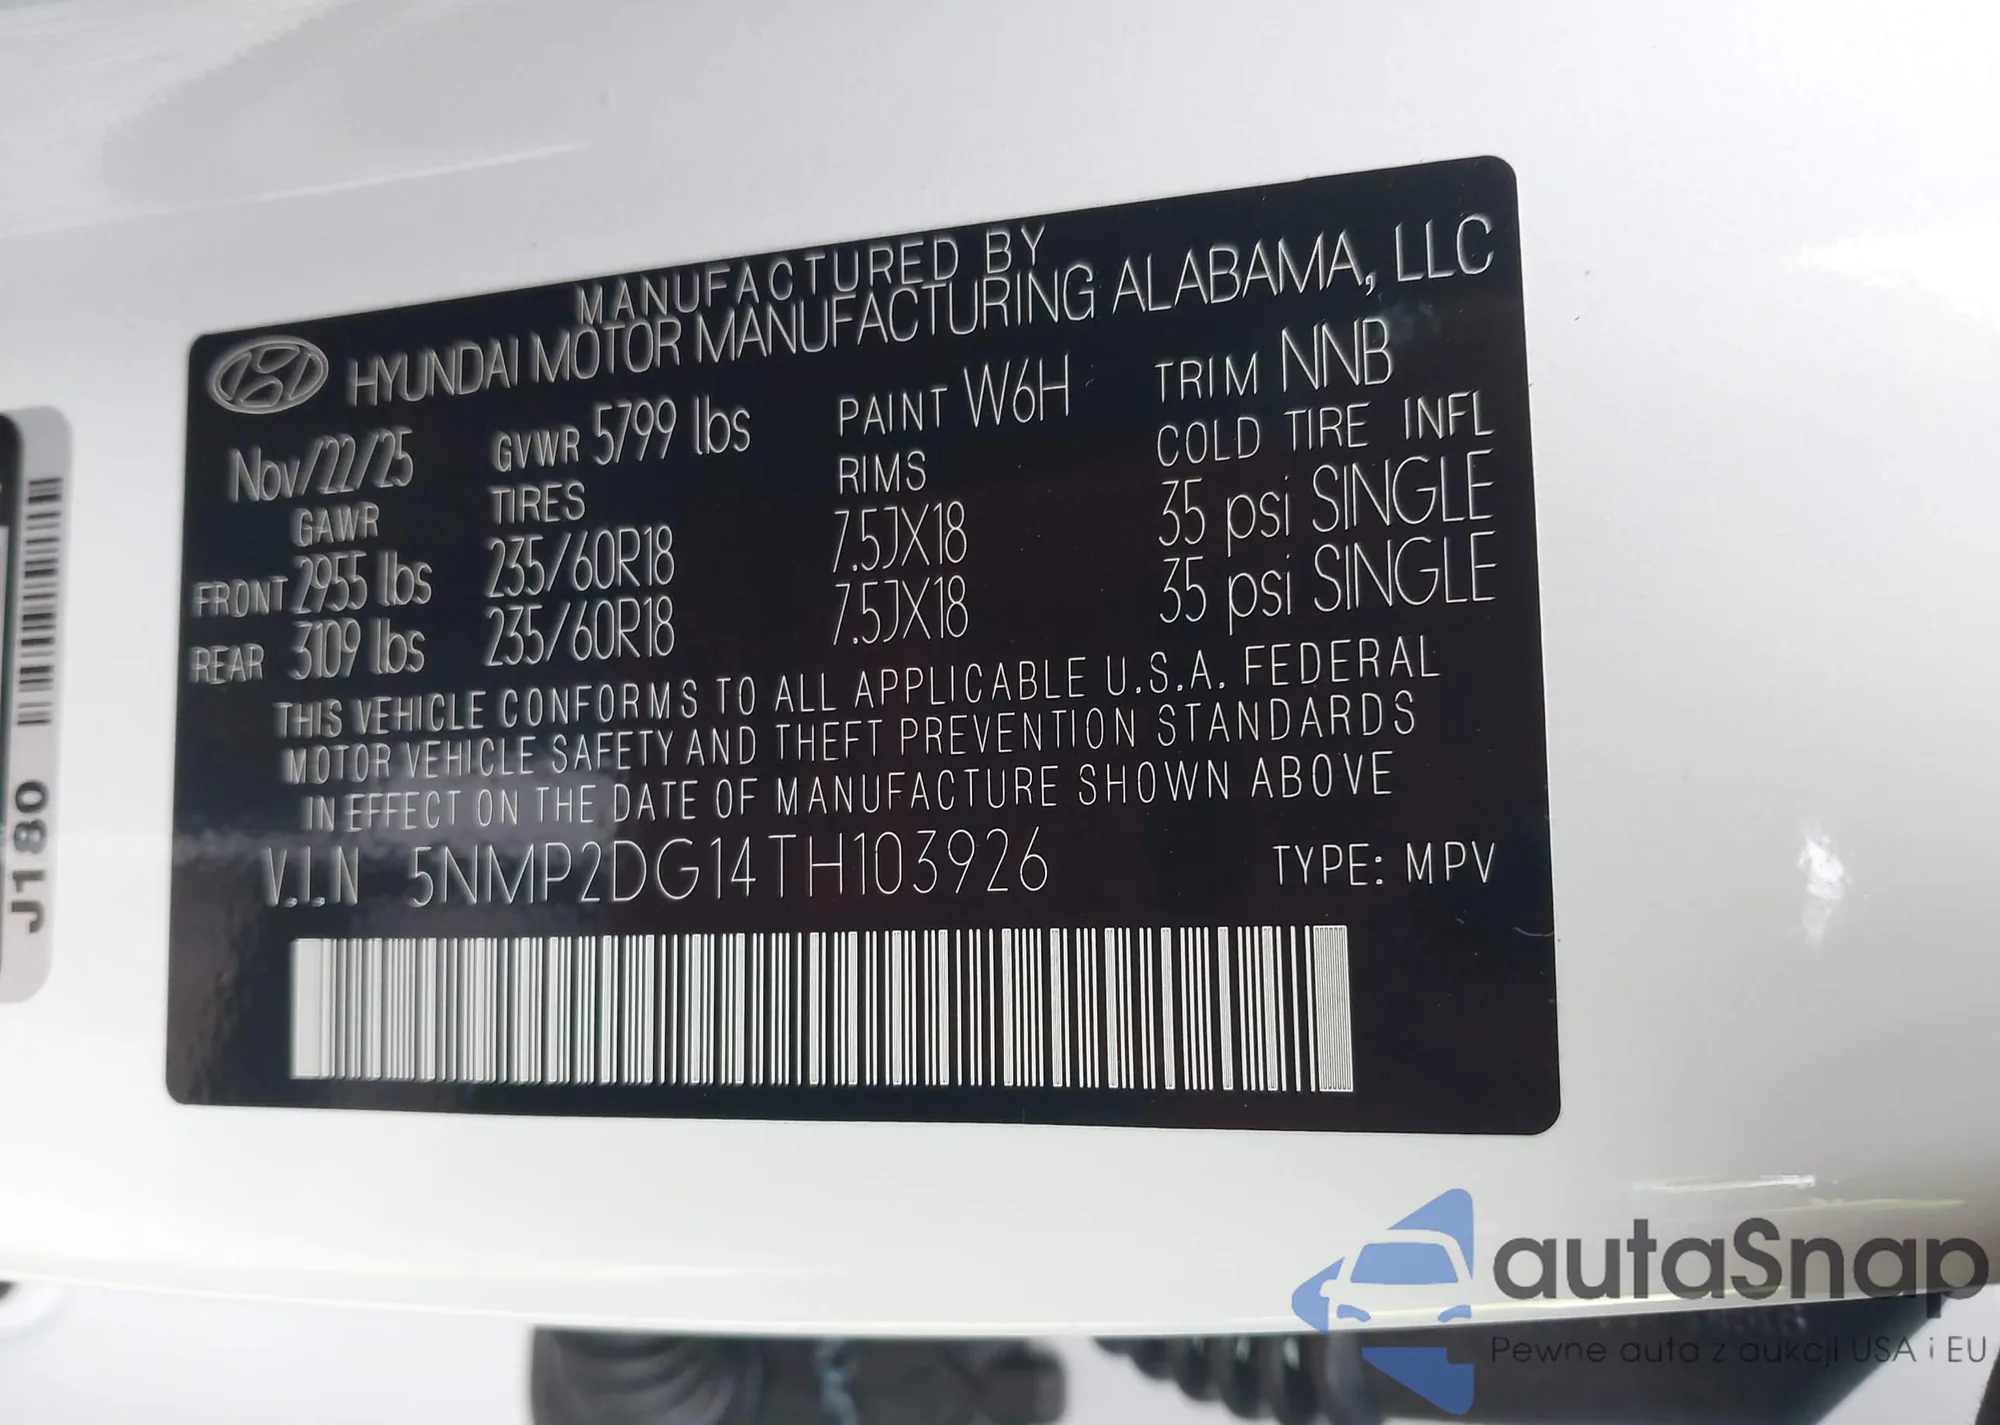 MANUFACTURED BY
HYUNDAI MOTOR MANUFACTURING ALABAMA, LLC
Nov/22/25 GVWR 5799 lbs PAINT W6H TRIM NNB
GAWR TIRES RIMS COLD TIRE INFL
FRONT 2955 lbs 235/60R18 7.5JX18 35 psi SINGLE
REAR 3109 lbs 235/60R18 7.5JX18 35 psi SINGLE
THIS VEHICLE CONFORMS TO ALL APPLICABLE U.S.A. FEDERAL
MOTOR VEHICLE SAFETY AND THEFT PREVENTION STANDARDS
IN EFFECT ON THE DATE OF MANUFACTURE SHOWN ABOVE
V.I.N 5NMP2DG14TH103926 TYPE: MPV
J180
autaSnap
Pewne auta z aukcji USA i EU